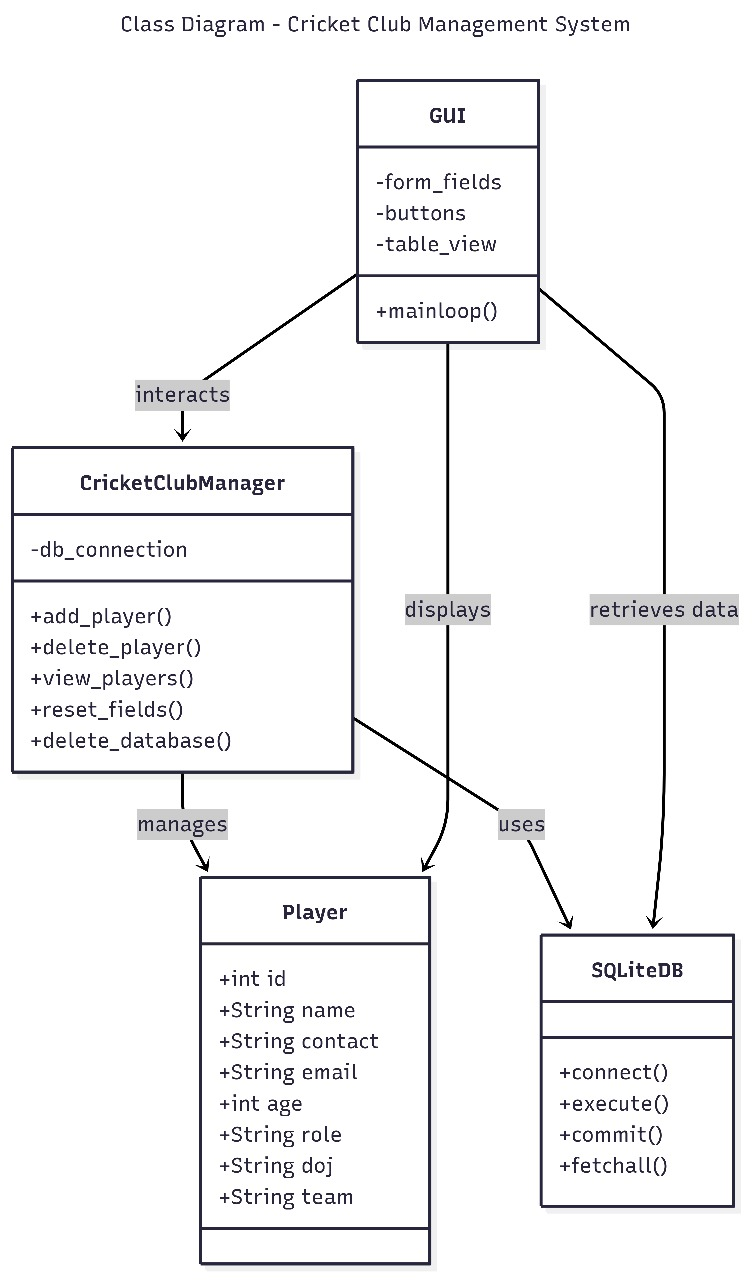 Class Diagram - Cricket Club Management System
GUI
-form_fields
-buttons
-table_view
+mainloop()
interacts
CricketClubManager
-db_connection
+add_player()
+delete_player()
+view_players()
+reset_fields()
+delete_database()
displays
retrieves data
manages
uses
Player
+int id
+String name
+String contact
+String email
+int age
+String role
+String doj
+String team
SQLiteDB
+connect()
+execute()
+commit()
+fetchall()